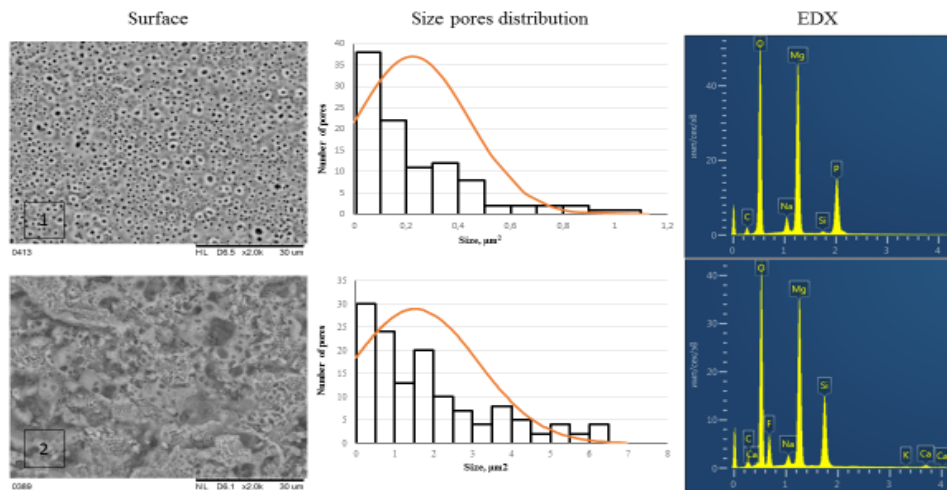 Surface
Size pores distribution
EDX
1
0413
HL D6.5 x2.0k 30 um
Number of pores
40
35
30
25
20
15
10
5
0
0 0,2 0,4 0,6 0,8 1 1,2
Size, µm²
40
20
0
O
Mg
P
C
Na
Si
0 1 2 3 4
2
0389
NL D6.1 x2.0k 30 um
Number of pores
35
30
25
20
15
10
5
0
0 1 2 3 4 5 6 7 8
Size, µm2
40
30
20
10
0
O
Mg
Si
F
C
Ca
Na
K
Ca
Ca
0 1 2 3 4